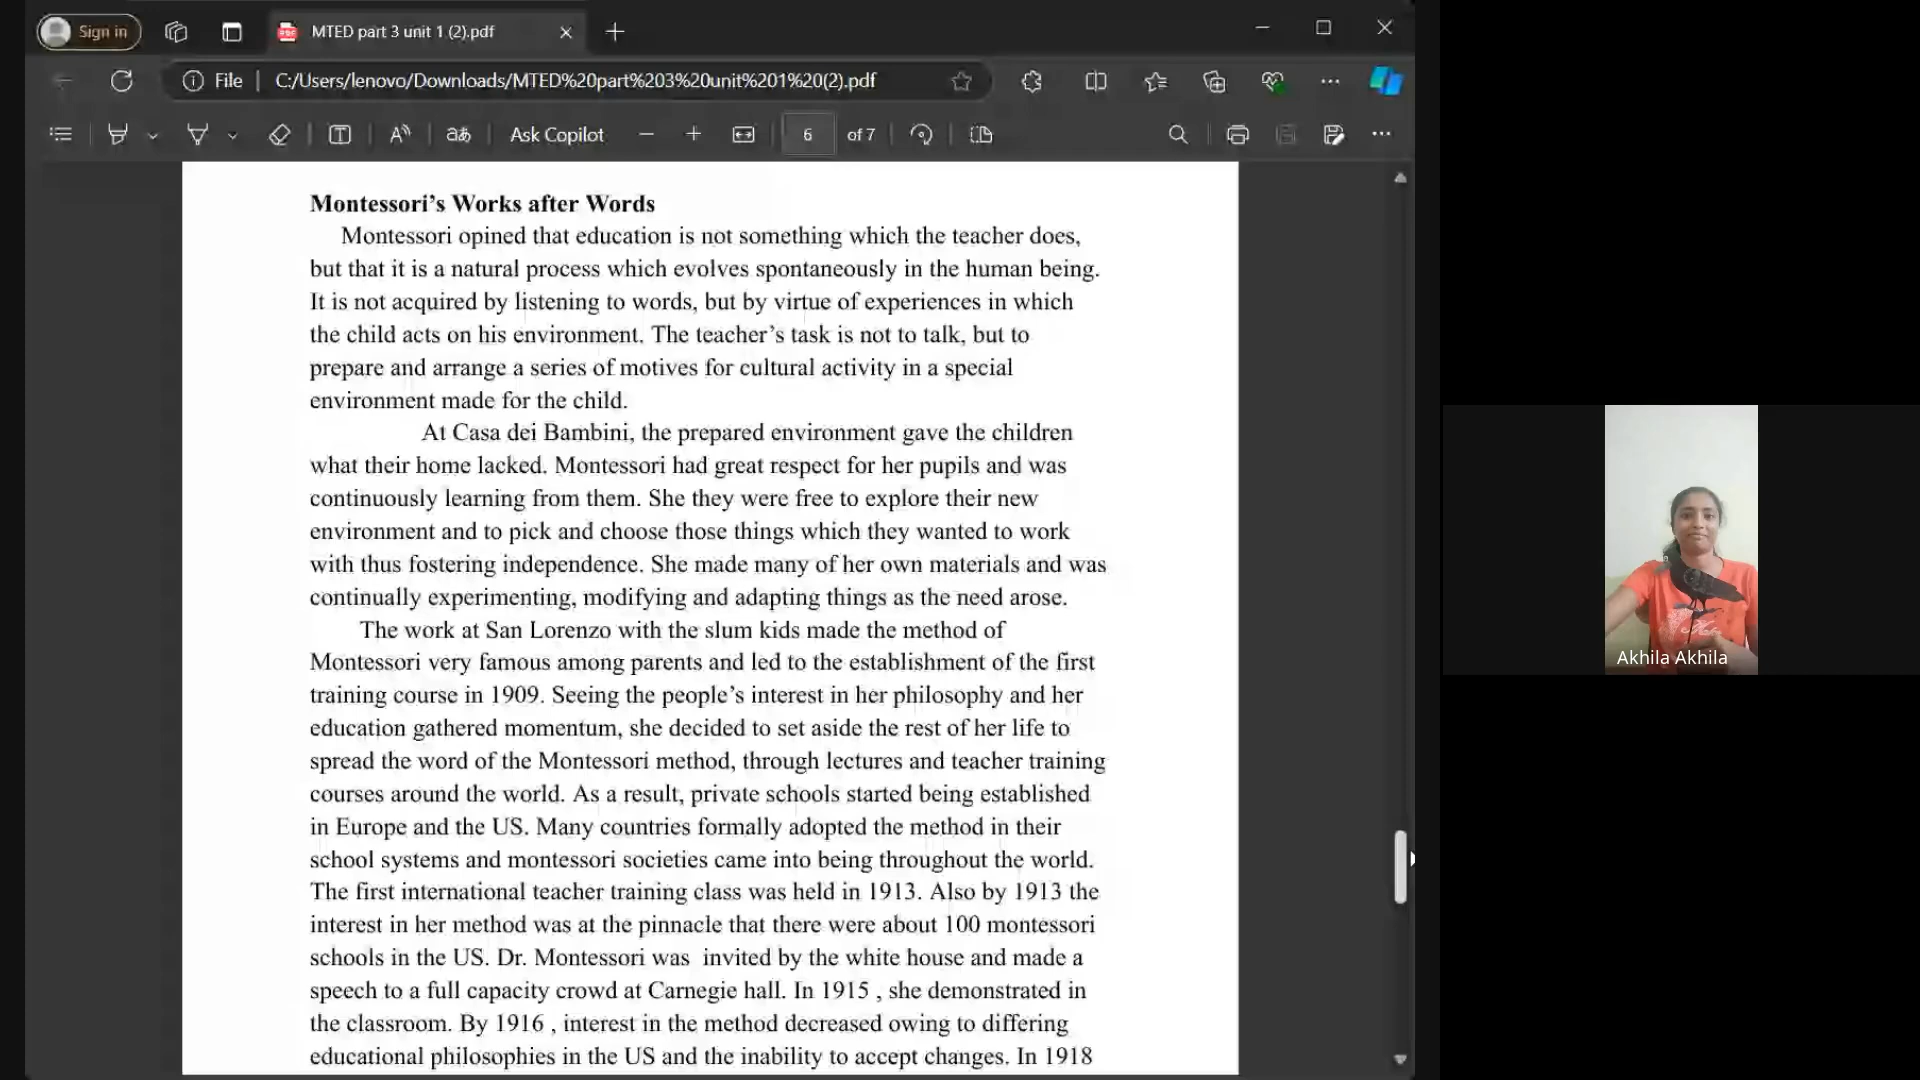 Sign in
MTED part 3 unit 1 (2).pdf
File
C:/Users/lenovo/Downloads/MTED%20part%203%20unit%201%20(2).pdf
Ask Copilot
6 of 7
Montessori’s Works after Words
Montessori opined that education is not something which the teacher does,
but that it is a natural process which evolves spontaneously in the human being.
It is not acquired by listening to words, but by virtue of experiences in which
the child acts on his environment. The teacher’s task is not to talk, but to
prepare and arrange a series of motives for cultural activity in a special
environment made for the child.
At Casa dei Bambini, the prepared environment gave the children
what their home lacked. Montessori had great respect for her pupils and was
continuously learning from them. She they were free to explore their new
environment and to pick and choose those things which they wanted to work
with thus fostering independence. She made many of her own materials and was
continually experimenting, modifying and adapting things as the need arose.
The work at San Lorenzo with the slum kids made the method of
Montessori very famous among parents and led to the establishment of the first
training course in 1909. Seeing the people’s interest in her philosophy and her
education gathered momentum, she decided to set aside the rest of her life to
spread the word of the Montessori method, through lectures and teacher training
courses around the world. As a result, private schools started being established
in Europe and the US. Many countries formally adopted the method in their
school systems and montessori societies came into being throughout the world.
The first international teacher training class was held in 1913. Also by 1913 the
interest in her method was at the pinnacle that there were about 100 montessori
schools in the US. Dr. Montessori was invited by the white house and made a
speech to a full capacity crowd at Carnegie hall. In 1915 , she demonstrated in
the classroom. By 1916 , interest in the method decreased owing to differing
educational philosophies in the US and the inability to accept changes. In 1918
Akhila Akhila